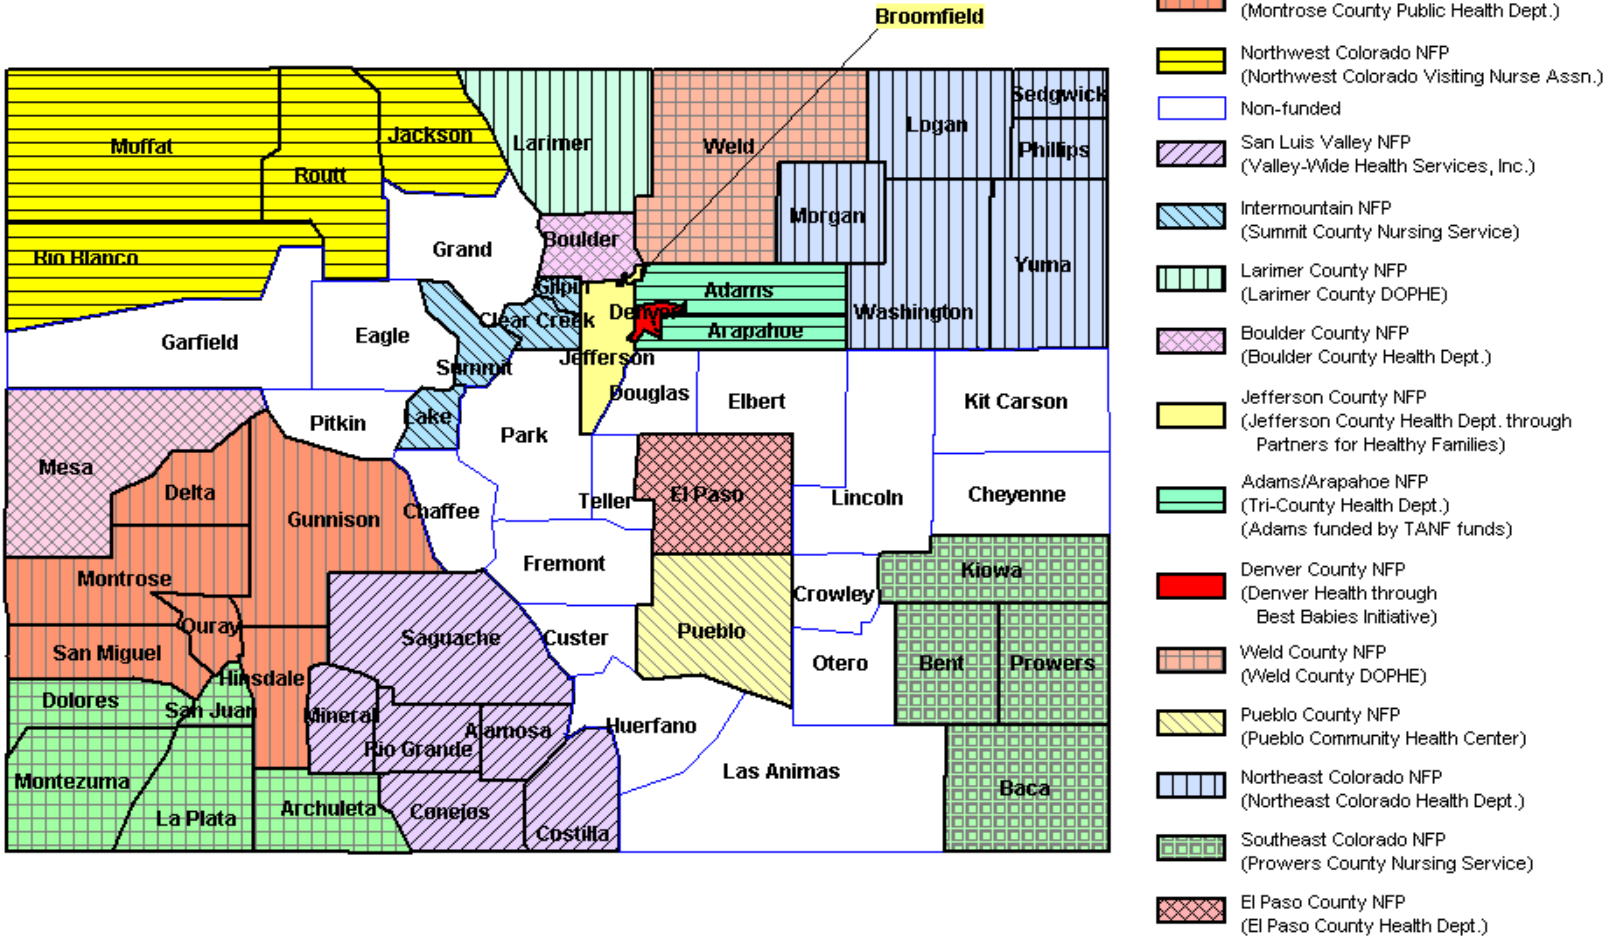 Broomfield
Moffat
Routt
Jackson
Larimer
Weld
Logan
Sedgwick
Phillips
Morgan
Yuma
Washington
Rio Blanco
Grand
Boulder
Gilpin
Clear Creek
Adams
Denver
Arapahoe
Garfield
Eagle
Summit
Jefferson
Douglas
Elbert
Kit Carson
Lake
Pitkin
Park
Mesa
Delta
Gunnison
Chaffee
Teller
El Paso
Lincoln
Cheyenne
Fremont
Montrose
Kiowa
Crowley
Ouray
Saguache
Custer
Pueblo
San Miguel
Hinsdale
Otero
Bent
Prowers
Dolores
San Juan
Mineral
Rio Grande
Alamosa
Huerfano
Las Animas
Montezuma
La Plata
Archuleta
Conejos
Costilla
Baca
(Montrose County Public Health Dept.)
Northwest Colorado NFP
(Northwest Colorado Visiting Nurse Assn.)
Non-funded
San Luis Valley NFP
(Valley-Wide Health Services, Inc.)
Intermountain NFP
(Summit County Nursing Service)
Larimer County NFP
(Larimer County DOPHE)
Boulder County NFP
(Boulder County Health Dept.)
Jefferson County NFP
(Jefferson County Health Dept. through
Partners for Healthy Families)
Adams/Arapahoe NFP
(Tri-County Health Dept.)
(Adams funded by TANF funds)
Denver County NFP
(Denver Health through
Best Babies Initiative)
Weld County NFP
(Weld County DOPHE)
Pueblo County NFP
(Pueblo Community Health Center)
Northeast Colorado NFP
(Northeast Colorado Health Dept.)
Southeast Colorado NFP
(Prowers County Nursing Service)
El Paso County NFP
(El Paso County Health Dept.)